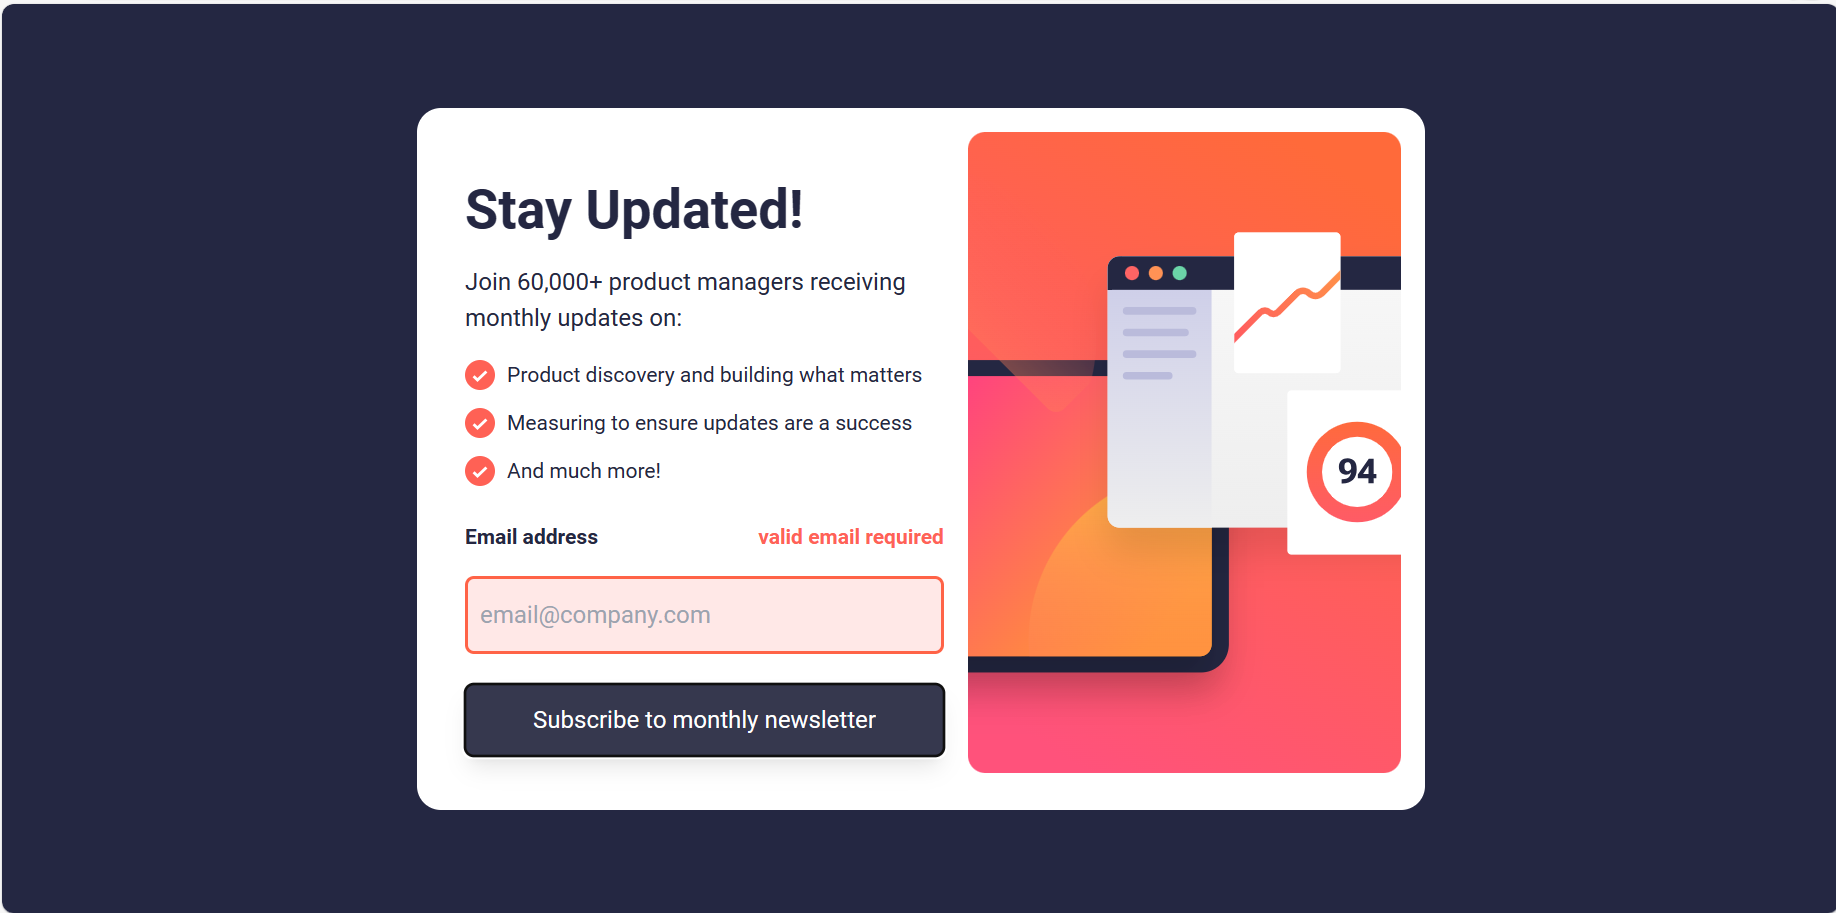 Stay Updated!
Join 60,000+ product managers receiving
monthly updates on:
Product discovery and building what matters
Measuring to ensure updates are a success
And much more!
Email address valid email required
email@company.com
Subscribe to monthly newsletter
94